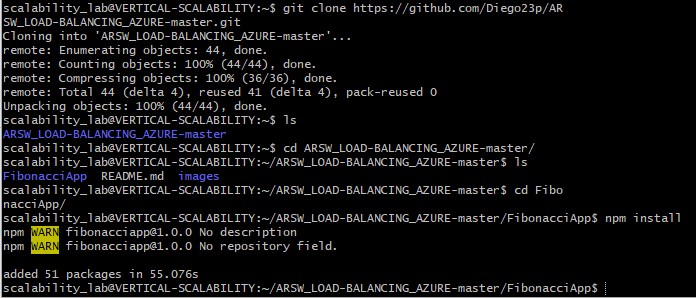 scalability_lab@VERTICAL-SCALABILITY:~$ git clone https://github.com/Diego23p/AR
SW_LOAD-BALANCING_AZURE-master.git
Cloning into 'ARSW_LOAD-BALANCING_AZURE-master'...
remote: Enumerating objects: 44, done.
remote: Counting objects: 100% (44/44), done.
remote: Compressing objects: 100% (36/36), done.
remote: Total 44 (delta 4), reused 41 (delta 4), pack-reused 0
Unpacking objects: 100% (44/44), done.
scalability_lab@VERTICAL-SCALABILITY:~$ ls
ARSW_LOAD-BALANCING_AZURE-master
scalability_lab@VERTICAL-SCALABILITY:~$ cd ARSW_LOAD-BALANCING_AZURE-master/
scalability_lab@VERTICAL-SCALABILITY:~/ARSW_LOAD-BALANCING_AZURE-master$ ls
FibonacciApp  README.md  images
scalability_lab@VERTICAL-SCALABILITY:~/ARSW_LOAD-BALANCING_AZURE-master$ cd Fibo
nacciApp/
scalability_lab@VERTICAL-SCALABILITY:~/ARSW_LOAD-BALANCING_AZURE-master/FibonacciApp$ npm install
npm WARN fibonacciapp@1.0.0 No description
npm WARN fibonacciapp@1.0.0 No repository field.
added 51 packages in 55.076s
scalability_lab@VERTICAL-SCALABILITY:~/ARSW_LOAD-BALANCING_AZURE-master/FibonacciApp$